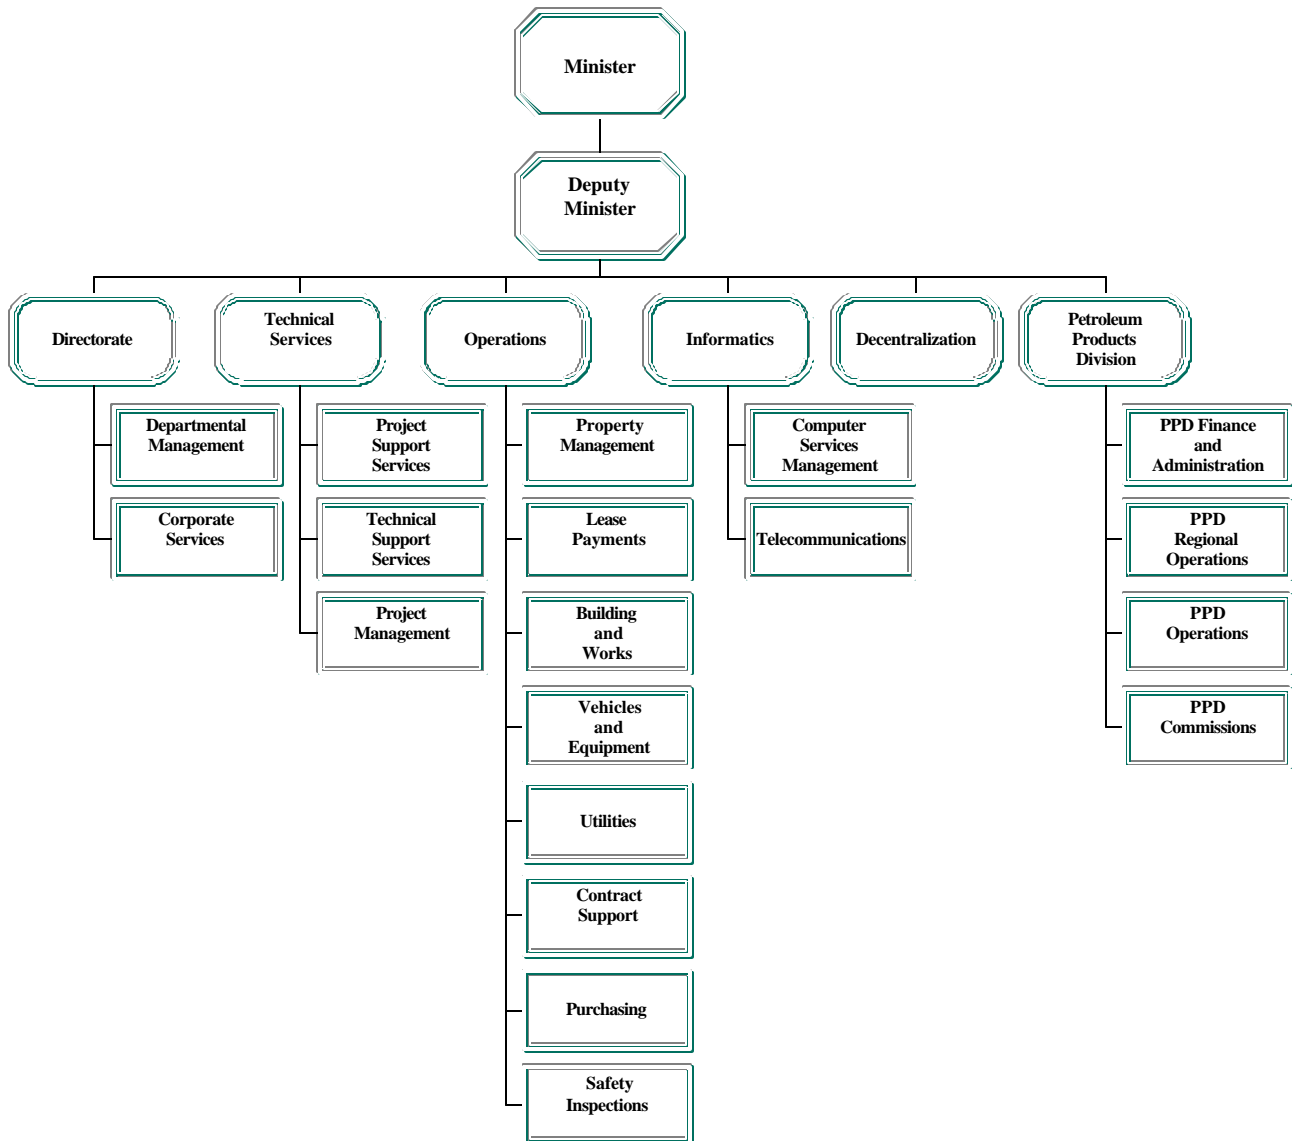 Minister
Deputy
Minister
Directorate
Technical
Services
Operations
Informatics
Decentralization
Petroleum
Products
Division
Departmental
Management
Corporate
Services
Project
Support
Services
Technical
Support
Services
Project
Management
Property
Management
Lease
Payments
Building
and
Works
Vehicles
and
Equipment
Utilities
Contract
Support
Purchasing
Safety
Inspections
Computer
Services
Management
Telecommunications
PPD Finance
and
Administration
PPD
Regional
Operations
PPD
Operations
PPD
Commissions